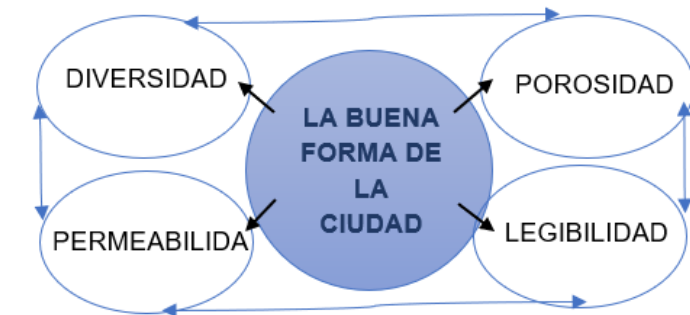 DIVERSIDAD
POROSIDAD
LA BUENA
FORMA DE
LA
CIUDAD
PERMEABILIDA
LEGIBILIDAD